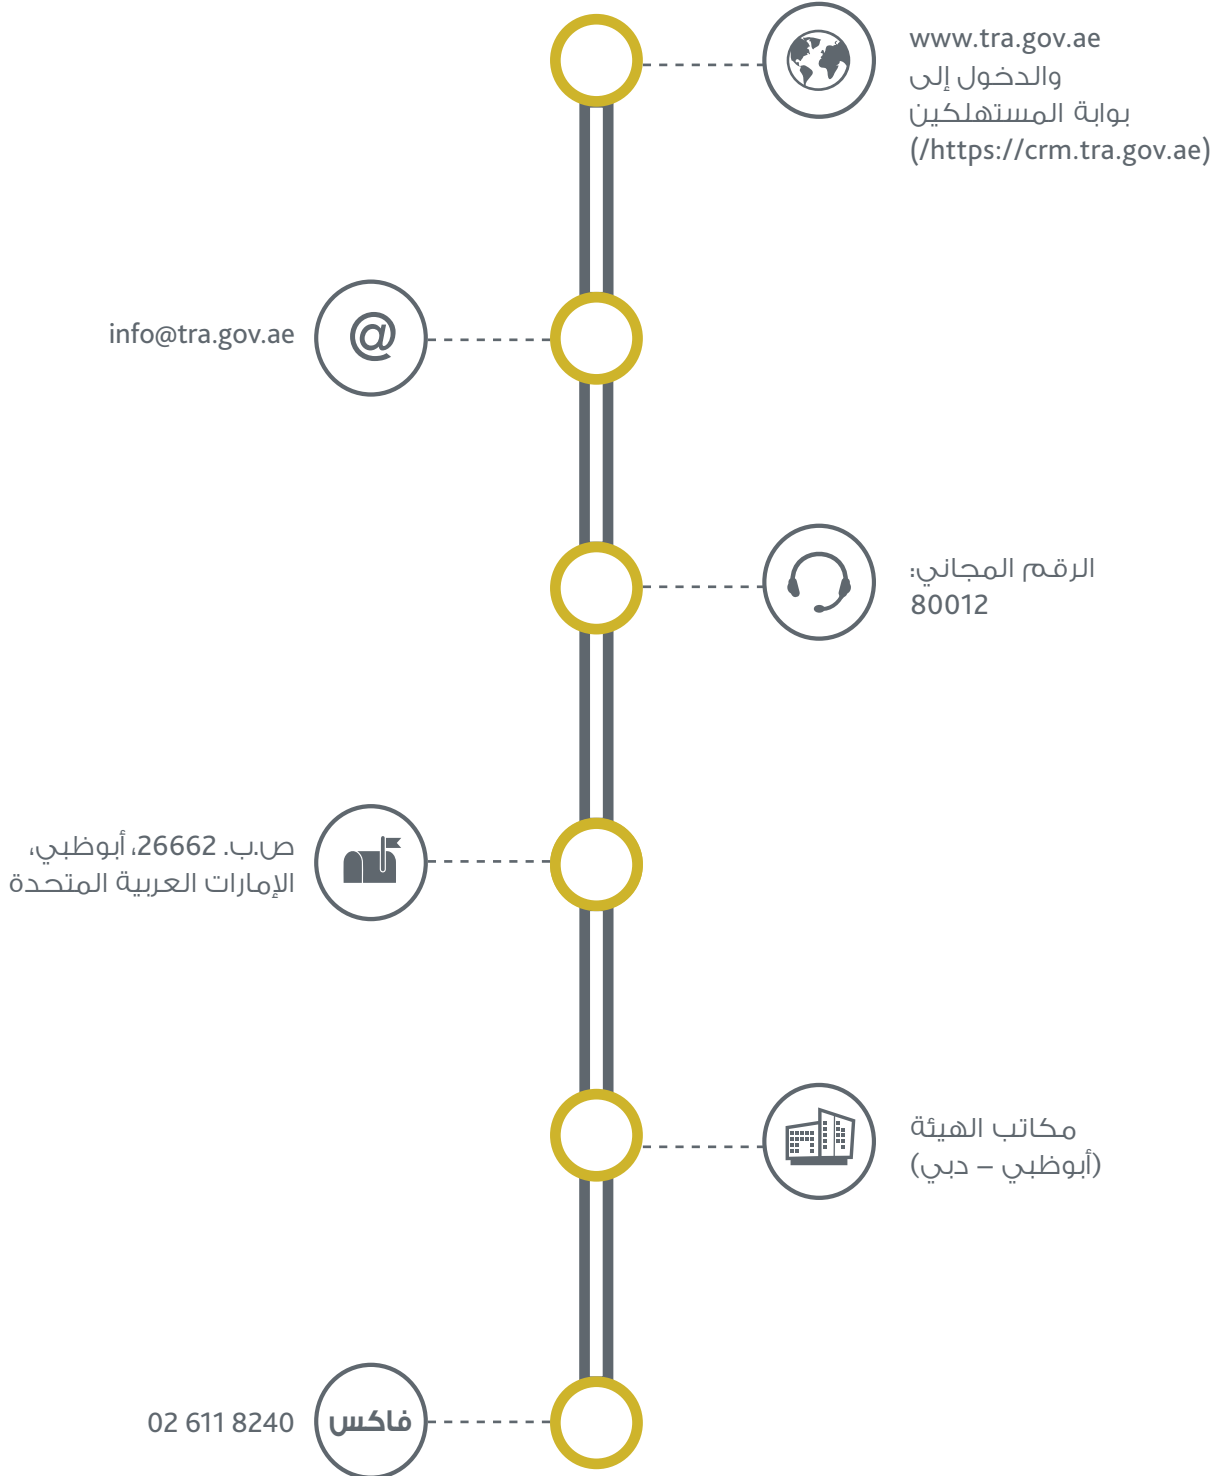 www.tra.gov.ae
والدخول إلى
بوابة المستهلكين
(https://crm.tra.gov.ae/)
@
info@tra.gov.ae
الرقم المجاني:
80012
ص.ب. 26662، أبوظبي،
الإمارات العربية المتحدة
مكاتب الهيئة
(أبوظبي – دبي)
فاكس
02 611 8240